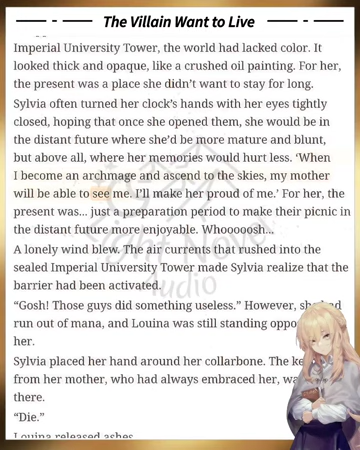 The Villain Want to Live
Imperial University Tower, the world had lacked color. It
looked thick and opaque, like a crushed oil painting. For her,
the present was a place she didn't want to stay for long.
Sylvia often turned her clock's hands with her eyes tightly
closed, hoping that once she opened them, she would be in
the distant future where she'd be more mature and blunt,
but above all, where her memories would hurt less. ‘When
I become an archmage and ascend to the skies, my mother
will be able to see me. I'll make her proud of me.’ For her, the
present was... just a preparation period to make their picnic in
the distant future more enjoyable. Whooooosh...
A lonely wind blew. The air currents that rushed into the
sealed Imperial University Tower made Sylvia realize that the
barrier had been activated.
“Gosh! Those guys did something useless.” However, she
run out of mana, and Louina was still standing
her.
Sylvia placed her hand around her collarbone. The
from her mother, who had always embraced her,
there.
“Die.”
Louina released ashes
Light Novel
Audio